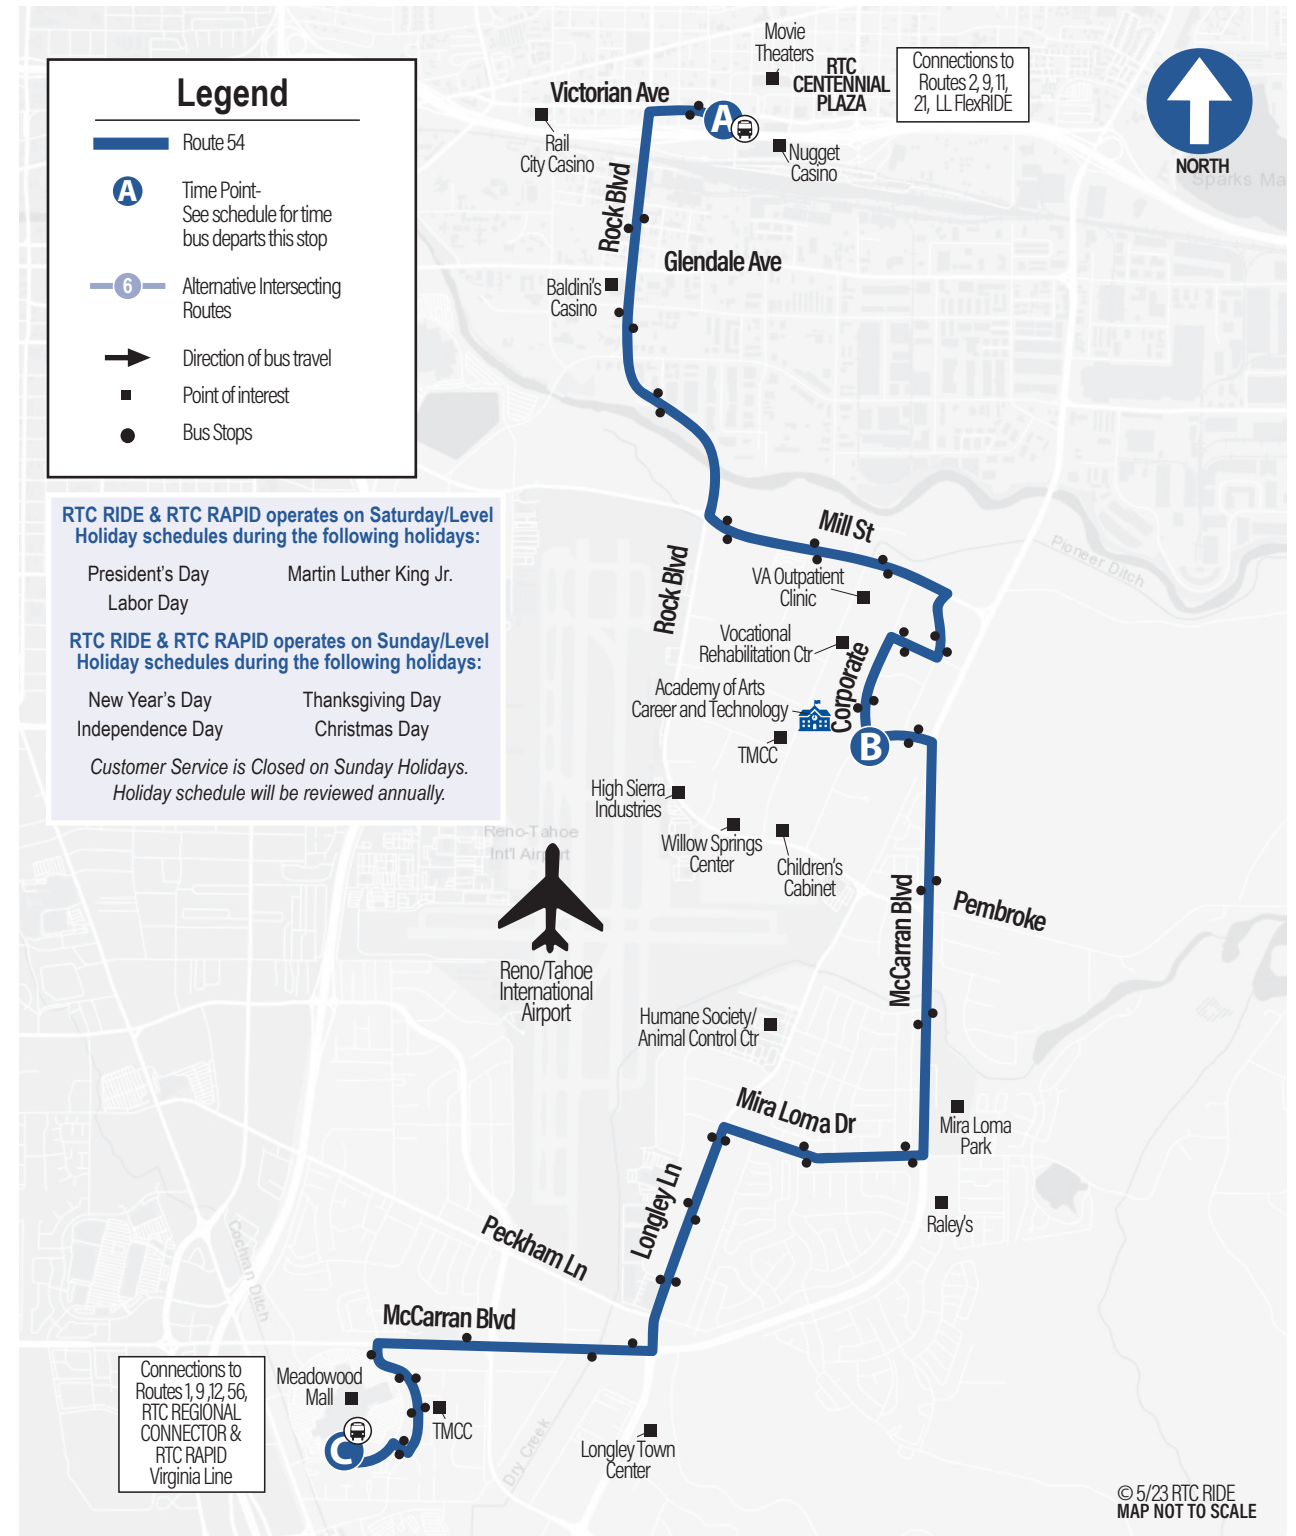 Legend
Route 54
A
Time Point-
See schedule for time
bus departs this stop
6
Alternative Intersecting
Routes
Direction of bus travel
Point of interest
Bus Stops
RTC RIDE & RTC RAPID operates on Saturday/Level
Holiday schedules during the following holidays:
President's Day
Martin Luther King Jr.
Labor Day
RTC RIDE & RTC RAPID operates on Sunday/Level
Holiday schedules during the following holidays:
New Year's Day
Thanksgiving Day
Independence Day
Christmas Day
Customer Service is Closed on Sunday Holidays.
Holiday schedule will be reviewed annually.
Movie
Theaters
RTC
CENTENNIAL
PLAZA
Connections to
Routes 2, 9, 11,
21, LL FlexRIDE
NORTH
Sparks Ma
Victorian Ave
A
Rail
City Casino
Nugget
Casino
Rock Blvd
Glendale Ave
Baldini's
Casino
Mill St
Pioneer Ditch
Rock Blvd
VA Outpatient
Clinic
Vocational
Rehabilitation Ctr
Corporate
Academy of Arts
Career and Technology
TMCC
B
High Sierra
Industries
Willow Springs
Center
Children's
Cabinet
Reno-Tahoe
Int'l Airport
Reno/Tahoe
International
Airport
McCarran Blvd
Pembroke
Humane Society/
Animal Control Ctr
Mira Loma Dr
Mira Loma
Park
Raley's
Longley Ln
Peckham Ln
Cochran Ditch
McCarran Blvd
Connections to
Routes 1, 9 ,12, 56,
RTC REGIONAL
CONNECTOR &
RTC RAPID
Virginia Line
Meadowood
Mall
C
TMCC
Dry Creek
Longley Town
Center
© 5/23 RTC RIDE
MAP NOT TO SCALE